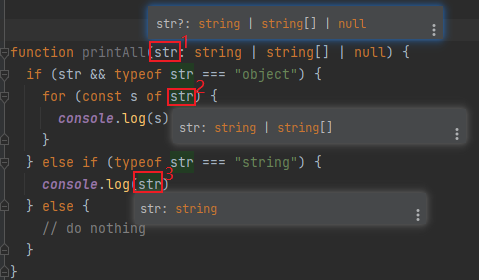 str?: string | string[] | null
1
function printAll(str: string | string[] | null) {
if (str && typeof str === "object") {
2
for (const s of str) {
console.log(s)
str: string | string[]
}
} else if (typeof str === "string") {
3
console.log(str)
str: string
} else {
// do nothing
}
}